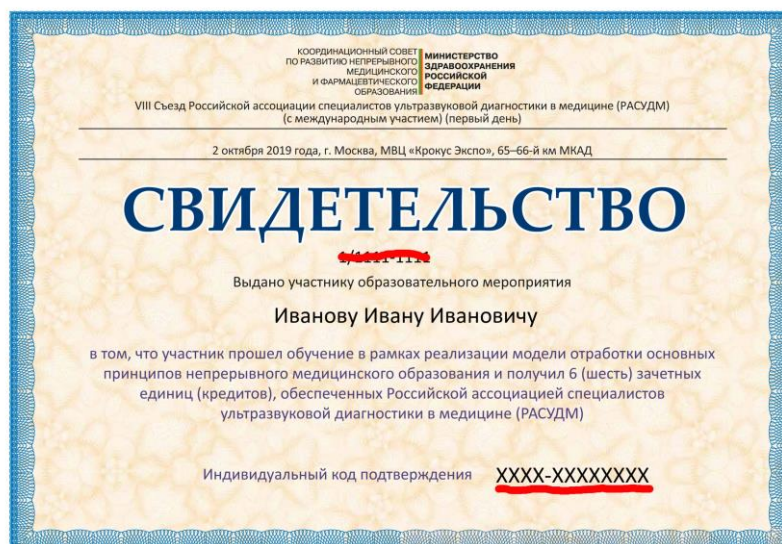 КООРДИНАЦИОННЫЙ СОВЕТ
ПО РАЗВИТИЮ НЕПРЕРЫВНОГО
МЕДИЦИНСКОГО
И ФАРМАЦЕВТИЧЕСКОГО
ОБРАЗОВАНИЯ
МИНИСТЕРСТВО
ЗДРАВООХРАНЕНИЯ
РОССИЙСКОЙ
ФЕДЕРАЦИИ
VIII Съезд Российской ассоциации специалистов ультразвуковой диагностики в медицине (РАСУДМ)
(с международным участием) (первый день)
2 октября 2019 года, г. Москва, МВЦ «Крокус Экспо», 65–66-й км МКАД
СВИДЕТЕЛЬСТВО
Выдано участнику образовательного мероприятия
Иванову Ивану Ивановичу
в том, что участник прошел обучение в рамках реализации модели отработки основных
принципов непрерывного медицинского образования и получил 6 (шесть) зачетных
единиц (кредитов), обеспеченных Российской ассоциацией специалистов
ультразвуковой диагностики в медицине (РАСУДМ)
Индивидуальный код подтверждения XXXX-XXXXXXXX